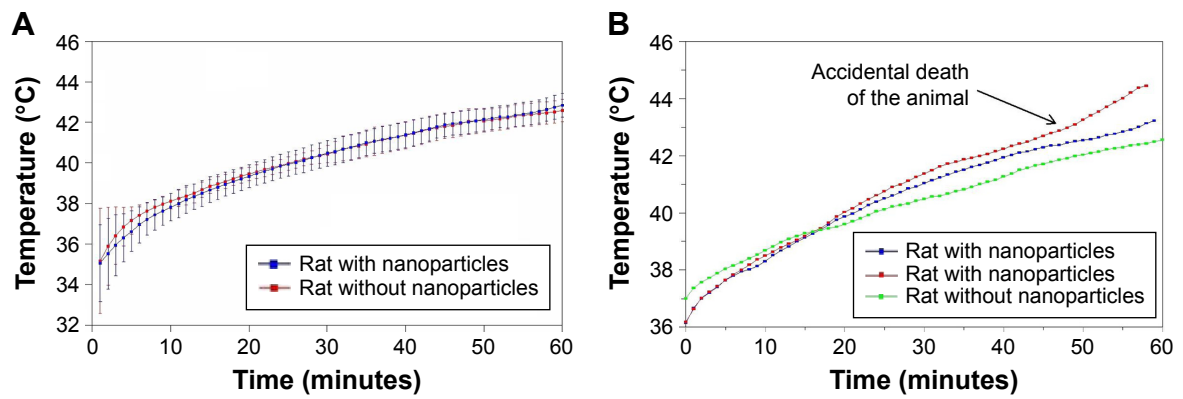 A
46
44
42
40
38
36
34
32
Temperature (°C)
0
10
20
30
40
50
60
Time (minutes)
Rat with nanoparticles
Rat without nanoparticles
B
46
44
42
40
38
36
Temperature (°C)
0
10
20
30
40
50
60
Time (minutes)
Accidental death
of the animal
Rat with nanoparticles
Rat with nanoparticles
Rat without nanoparticles